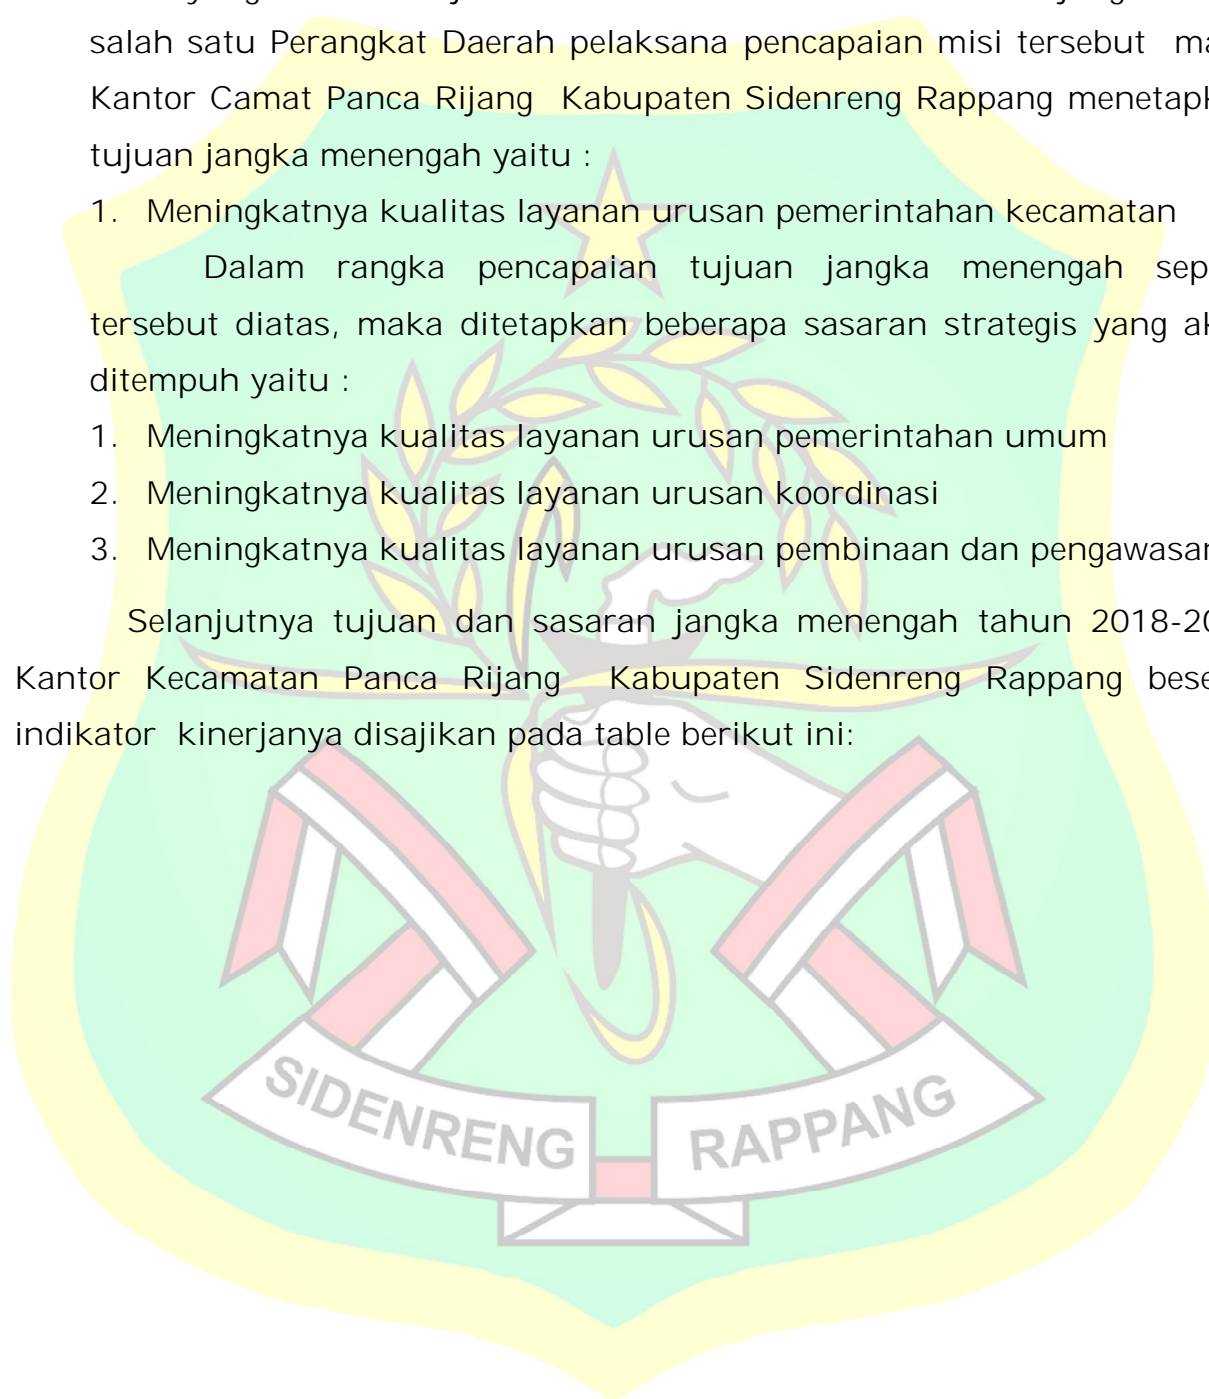 salah satu Perangkat Daerah pelaksana pencapaian misi tersebut
Kantor Camat Panca Rijang Kabupaten Sidenreng Rappang
tujuan jangka menengah yaitu :
1. Meningkatnya kualitas layanan urusan pemerintahan kecamatan
Dalam rangka pencapaian tujuan jangka menengah
tersebut diatas, maka ditetapkan beberapa sasaran strategis yang
ditempuh yaitu :
1. Meningkatnya kualitas layanan urusan pemerintahan umum
2. Meningkatnya kualitas layanan urusan koordinasi
3. Meningkatnya kualitas layanan urusan pembinaan dan pengawasan
Selanjutnya tujuan dan sasaran jangka menengah tahun
Kantor Kecamatan Panca Rijang Kabupaten Sidenreng Rappang
indikator kinerjanya disajikan pada table berikut ini:
SIDENRENG RAPPANG